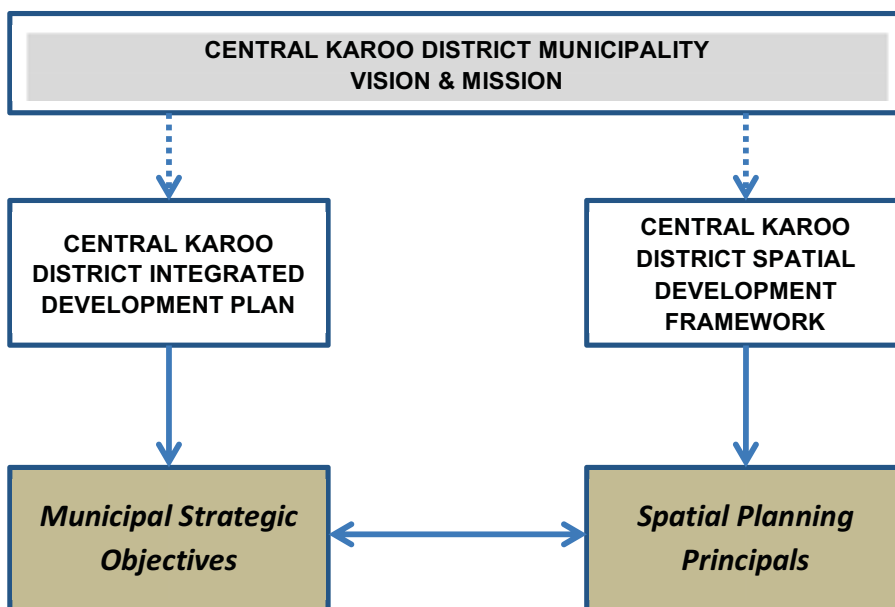 CENTRAL KAROO DISTRICT MUNICIPALITY
VISION & MISSION
CENTRAL KAROO
DISTRICT INTEGRATED
DEVELOPMENT PLAN
CENTRAL KAROO
DISTRICT SPATIAL
DEVELOPMENT
FRAMEWORK
Municipal Strategic
Objectives
Spatial Planning
Principals